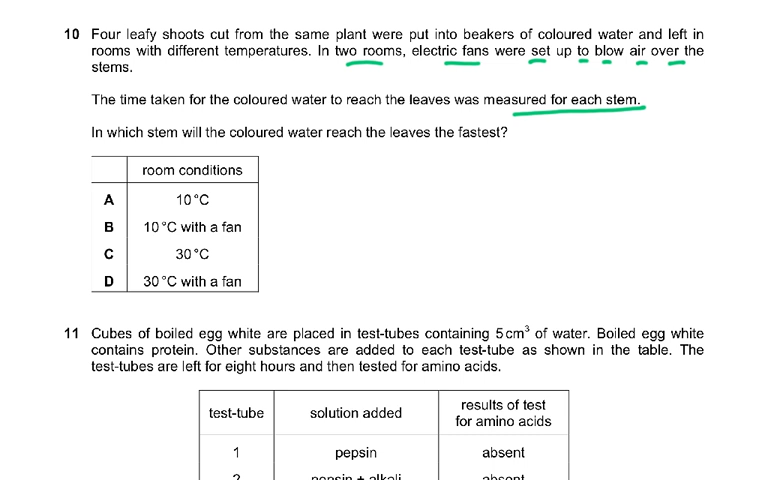 10 Four leafy shoots cut from the same plant were put into beakers of coloured water and left in
rooms with different temperatures. In two rooms, electric fans were set up to blow air over the
stems.
The time taken for the coloured water to reach the leaves was measured for each stem.
In which stem will the coloured water reach the leaves the fastest?
room conditions
A 10 °C
B 10 °C with a fan
C 30 °C
D 30 °C with a fan
11 Cubes of boiled egg white are placed in test-tubes containing 5 cm³ of water. Boiled egg white
contains protein. Other substances are added to each test-tube as shown in the table. The
test-tubes are left for eight hours and then tested for amino acids.
test-tube solution added results of test
for amino acids
1 pepsin absent
2 pepsin + alkali absent